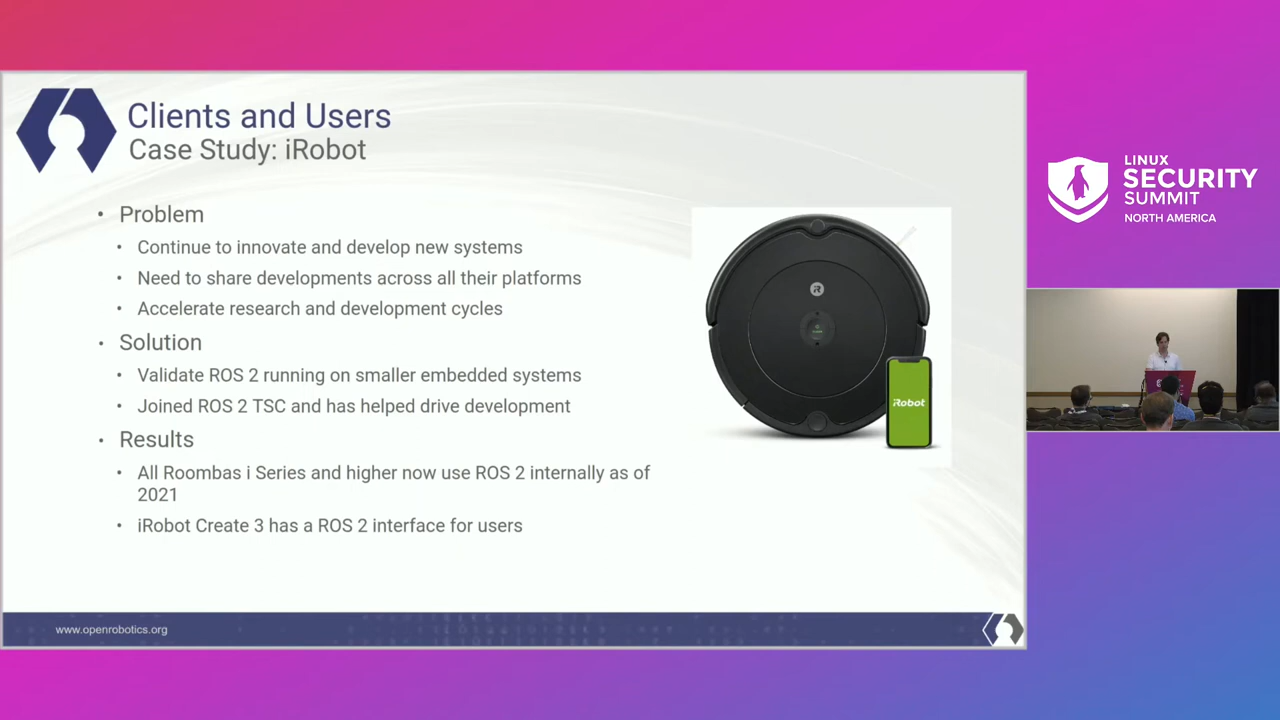 Clients and Users
Case Study: iRobot
• Problem
• Continue to innovate and develop new systems
• Need to share developments across all their platforms
• Accelerate research and development cycles
• Solution
• Validate ROS 2 running on smaller embedded systems
• Joined ROS 2 TSC and has helped drive development
• Results
• All Roombas i Series and higher now use ROS 2 internally as of
2021
• iRobot Create 3 has a ROS 2 interface for users
iRobot
www.openrobotics.org
LINUX
SECURITY
SUMMIT
NORTH AMERICA